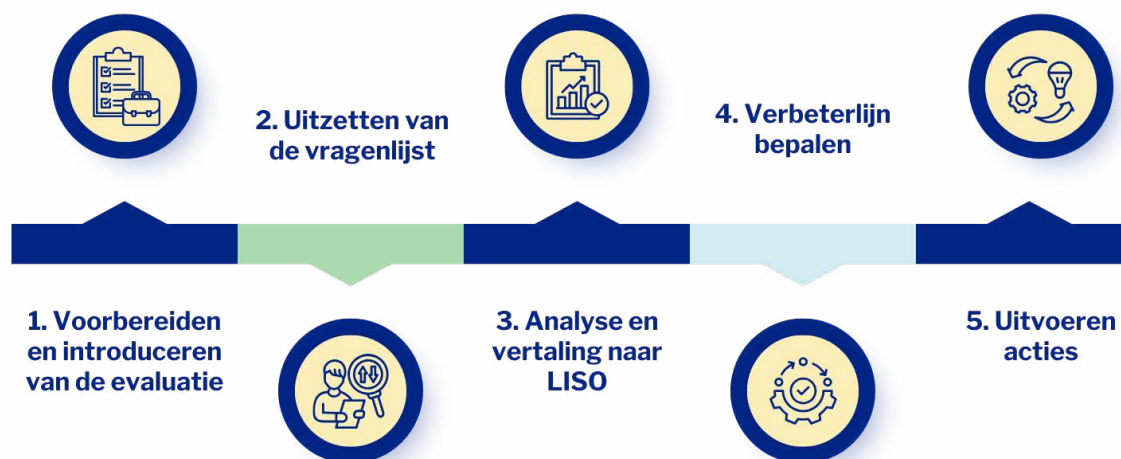 1. Voorbereiden
en introduceren
van de evaluatie
2. Uitzetten van
de vragenlijst
3. Analyse en
vertaling naar
LISO
4. Verbeterlijn
bepalen
5. Uitvoeren
acties